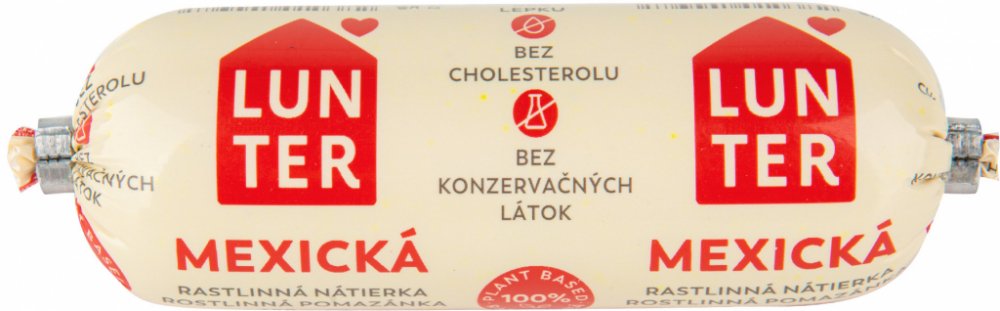 LUN
TER
MEXICKÁ
RASTLINNÁ NÁTIERKA
ROSTLINNÁ POMAZÁNKA
LEPKU
BEZ
CHOLESTEROLU
BEZ
KONZERVAČNÝCH
LÁTOK
PLANT BASED
100%
LUN
TER
MEXICKÁ
RASTLINNÁ NÁTIERKA
ROSTLINNÁ POMAZÁNKA